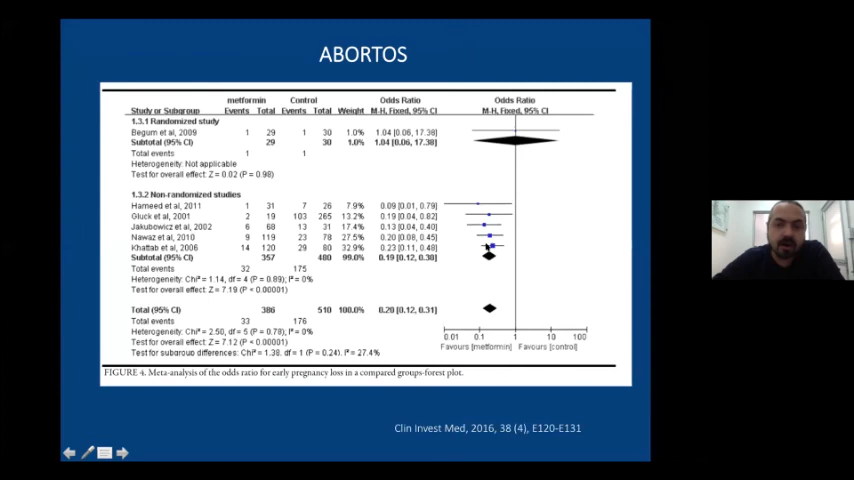 ABORTOS
metformin Control Odds Ratio Odds Ratio
Study or Subgroup Events Total Events Total Weight M-H, Fixed, 95% CI M-H, Fixed, 95% CI
1.3.1 Randomized study
Begum et al, 2009 1 29 1 30 1.0% 1.04 [0.06, 17.38]
Subtotal (95% CI) 29 30 1.0% 1.04 [0.06, 17.38]
Total events 1 1
Heterogeneity: Not applicable
Test for overall effect: Z = 0.02 (P = 0.98)
1.3.2 Non-randomized studies
Hameed et al, 2011 1 31 7 26 7.9% 0.09 [0.01, 0.79]
Gluck et al, 2001 2 19 103 265 13.2% 0.19 [0.04, 0.82]
Jakubowicz et al, 2002 6 68 13 31 17.4% 0.13 [0.04, 0.40]
Nawaz et al, 2010 9 119 23 78 27.5% 0.20 [0.08, 0.45]
Khattab et al, 2006 14 120 29 80 32.9% 0.23 [0.11, 0.48]
Subtotal (95% CI) 357 480 99.0% 0.19 [0.12, 0.30]
Total events 32 175
Heterogeneity: Chi² = 1.14, df = 4 (P = 0.89); I² = 0%
Test for overall effect: Z = 7.19 (P < 0.00001)
Total (95% CI) 386 510 100.0% 0.20 [0.12, 0.31]
Total events 33 176
Heterogeneity: Chi² = 2.50, df = 5 (P = 0.78); I² = 0%
Test for overall effect: Z = 7.12 (P < 0.00001)
Test for subgroup differences: Chi² = 1.38, df = 1 (P = 0.24), I² = 27.4%
0.01 0.1 1 10 100
Favours [metformin] Favours [control]
FIGURE 4. Meta-analysis of the odds ratio for early pregnancy loss in a compared groups-forest plot.
Clin Invest Med, 2016, 38 (4), E120-E131